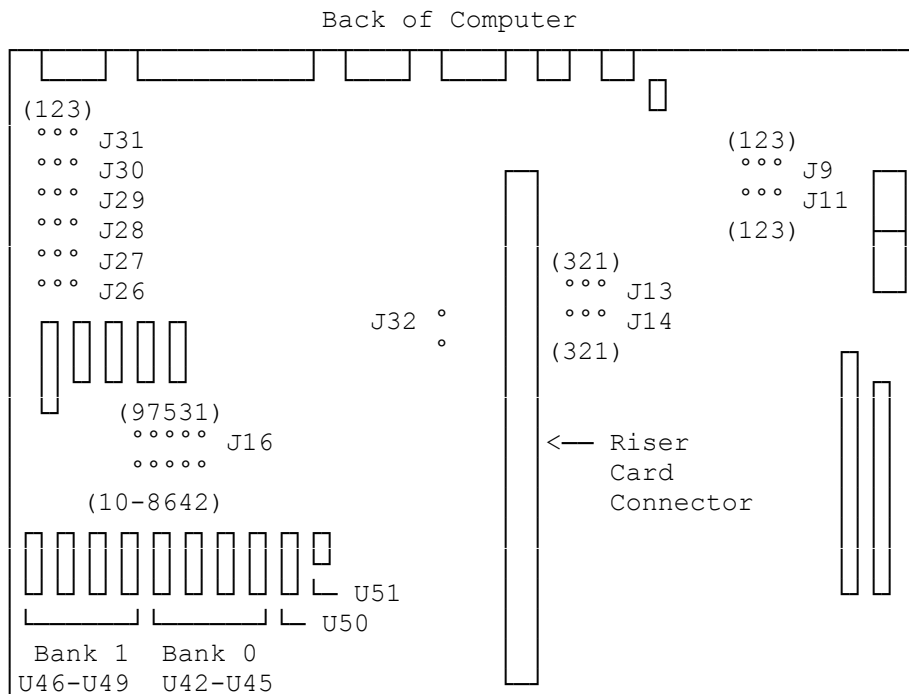 Back of Computer
(123)
°°° J31
(123)
°°° J30
°°° J9
°°° J29
°°° J11
°°° J28
(123)
°°° J27
(321)
°°° J26
°°° J13
J32 °
°°° J14
°
(321)
(97531)
°°°°° J16
<── Riser
°°°°°
Card
(10-8642)
Connector
U51
U50
Bank 1 Bank 0
U46-U49 U42-U45